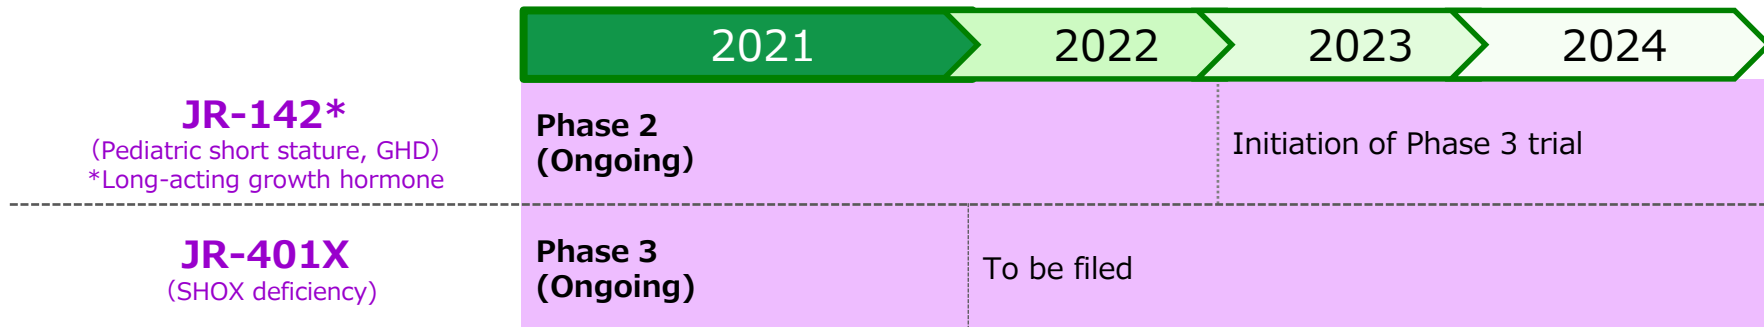 2021
2022
2023
2024
JR-142*
（Pediatric short stature, GHD）
*Long-acting growth hormone
Phase 2
(Ongoing）
Initiation of Phase 3 trial
JR-401X
（SHOX deficiency)
Phase 3
(Ongoing)
To be filed